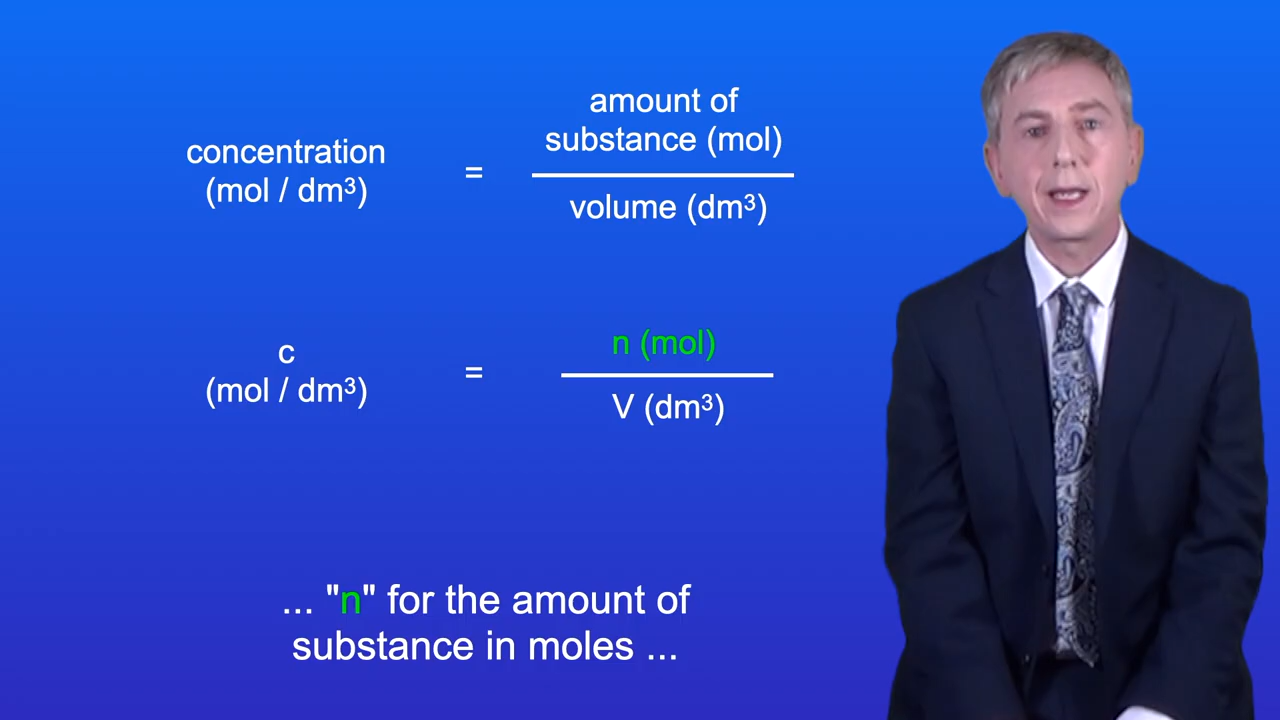 amount of
substance (mol)
concentration
(mol / dm³)
=
volume (dm³)
n (mol)
c
(mol / dm³)
=
V (dm³)
... "n" for the amount of
substance in moles ...